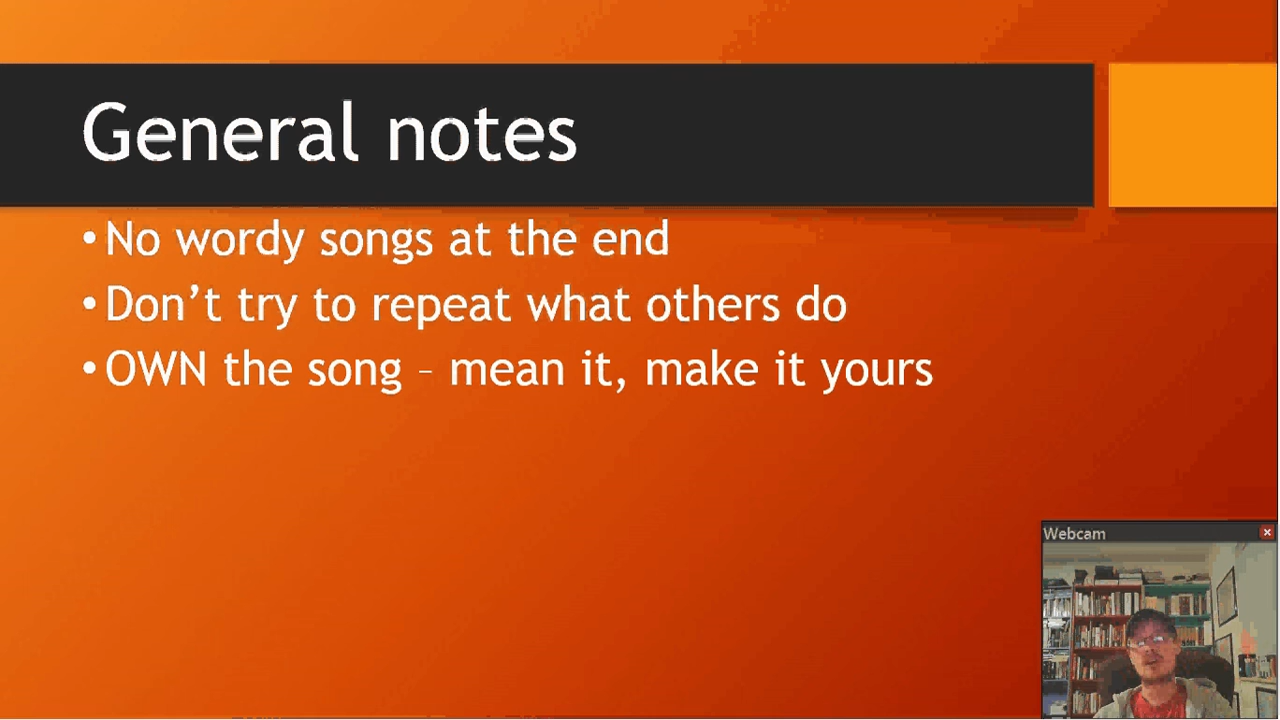 General notes
•No wordy songs at the end
•Don’t try to repeat what others do
•OWN the song – mean it, make it yours
Webcam